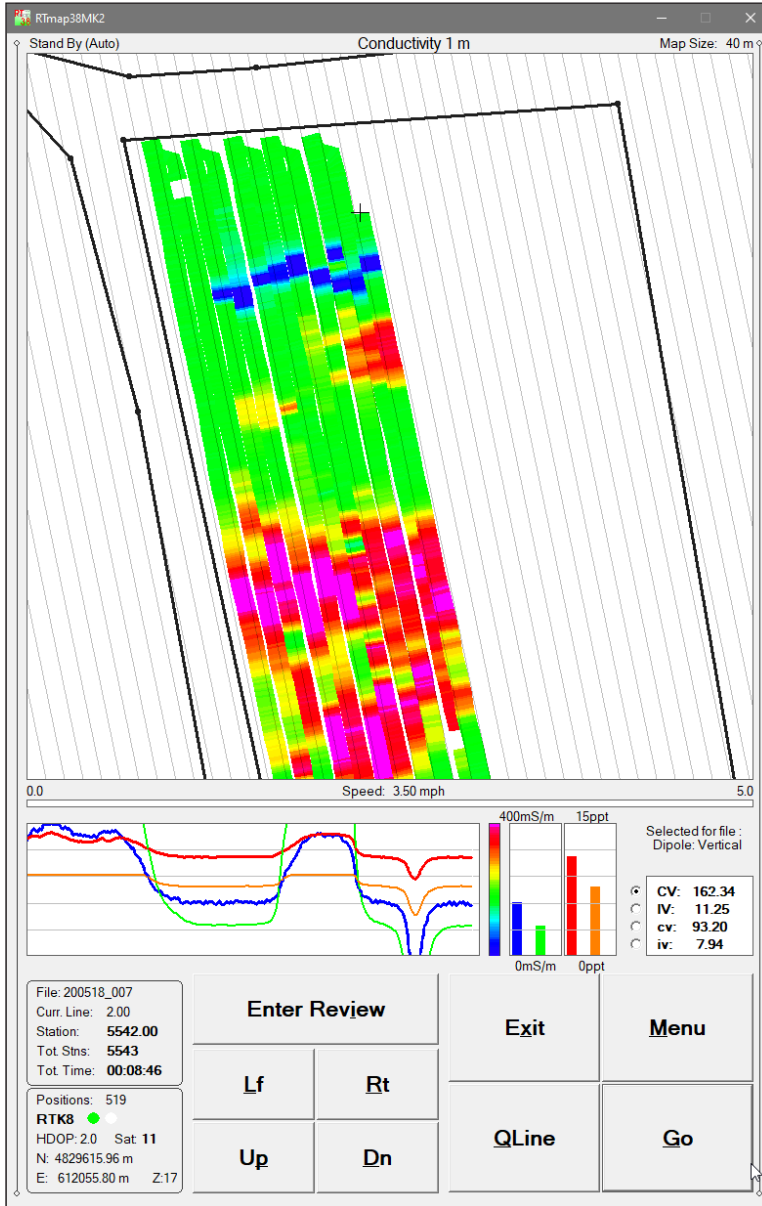 RTmap38MK2
Stand By (Auto) Conductivity 1 m Map Size: 40 m
0.0 Speed: 3.50 mph 5.0
400mS/m 15ppt
0mS/m 0ppt
Selected for file :
Dipole: Vertical
CV: 162.34
IV: 11.25
cv: 93.20
iv: 7.94
File: 200518_007
Curr. Line: 2.00
Station: 5542.00
Tot. Stns: 5543
Tot. Time: 00:08:46
Positions: 519
RTK8
HDOP: 2.0 Sat: 11
N: 4829615.96 m
E: 612055.80 m Z:17
Enter Review
Lf Rt
Up Dn
Exit Menu
QLine Go